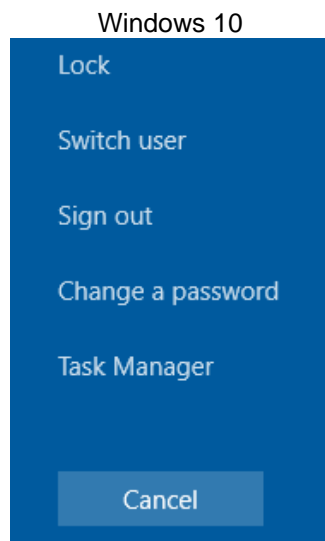 Windows 10
Lock
Switch user
Sign out
Change a password
Task Manager
Cancel